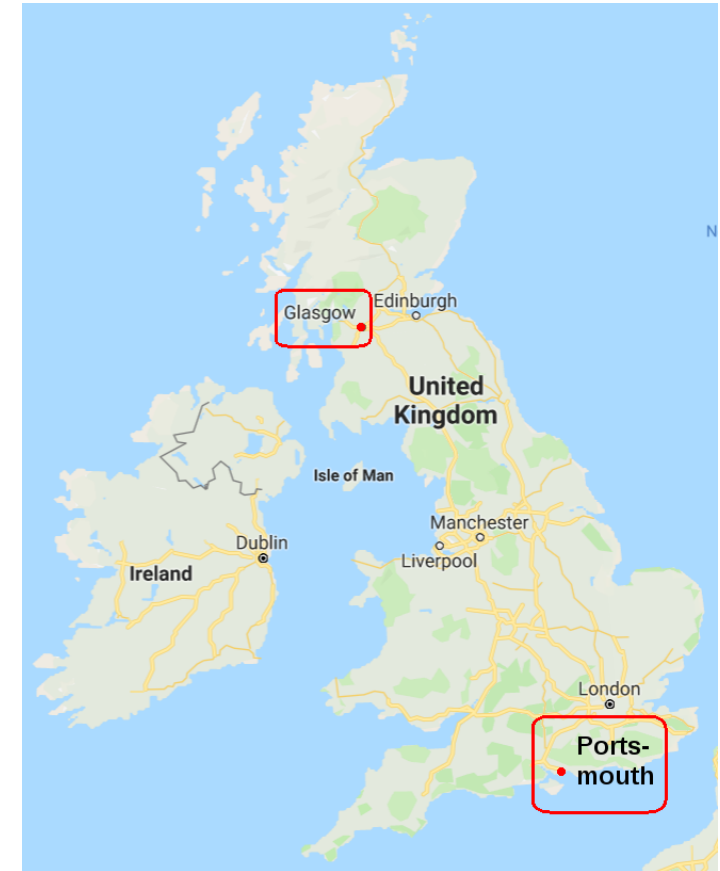 N
Glasgow
Edinburgh
United
Kingdom
Isle of Man
Manchester
Dublin
Liverpool
Ireland
London
Ports-
mouth